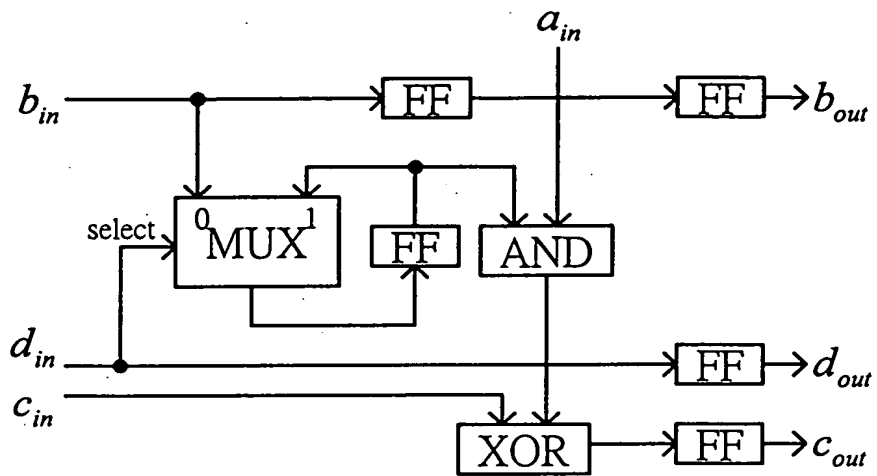 a_in
b_in FF FF b_out
0 1
select MUX FF AND
d_in FF d_out
c_in XOR FF c_out